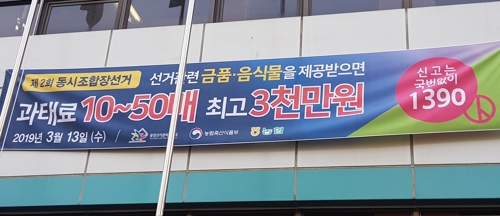 제2회 동시조합장선거
선거관련 금품·음식물을 제공받으면
과태료 10~50배 최고 3천만원
2019년 3월 13일 (수)
농림축산식품부
농협
신고는
국번없이
1390